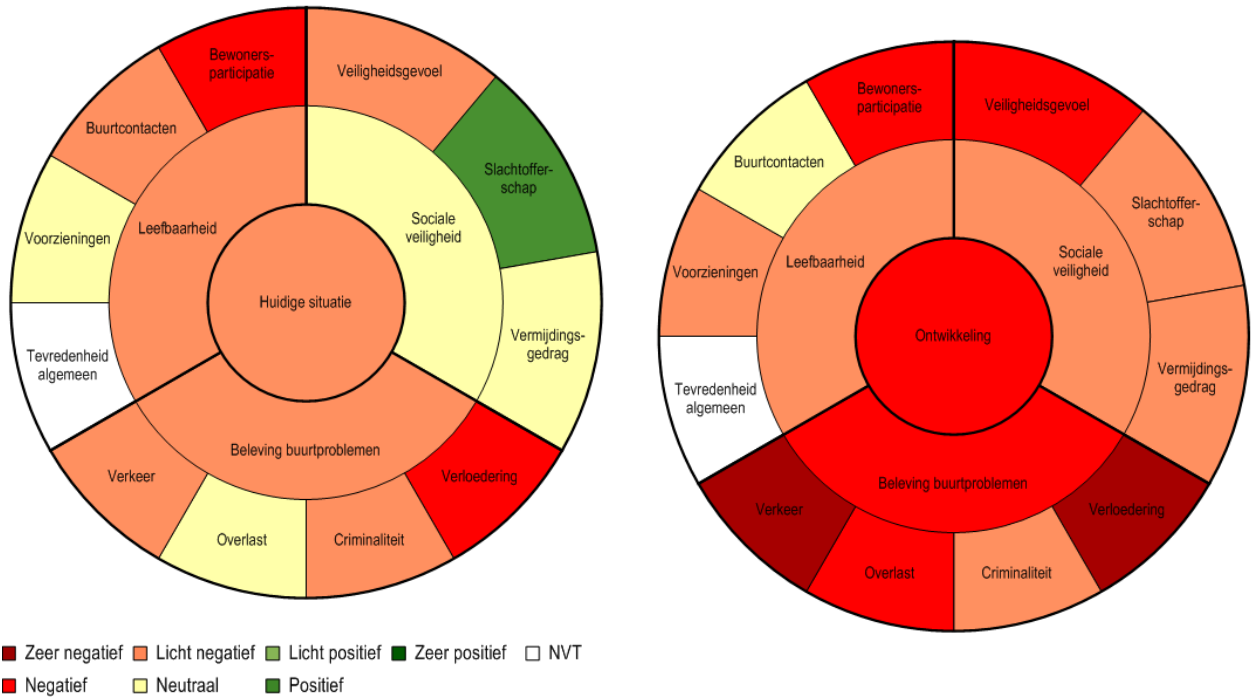 Bewoners-
participatie
Veiligheidsgevoel
Buurtcontacten
Slachtoffer-
schap
Voorzieningen
Leefbaarheid
Sociale
veiligheid
Huidige situatie
Tevredenheid
algemeen
Vermijdings-
gedrag
Beleving buurtproblemen
Verkeer
Verloedering
Overlast
Criminaliteit
Bewoners-
participatie
Veiligheidsgevoel
Buurtcontacten
Slachtoffer-
schap
Voorzieningen
Leefbaarheid
Sociale
veiligheid
Ontwikkeling
Tevredenheid
algemeen
Vermijdings-
gedrag
Beleving buurtproblemen
Verkeer
Verloedering
Overlast
Criminaliteit
Zeer negatief Licht negatief Licht positief Zeer positief NVT
Negatief Neutraal Positief